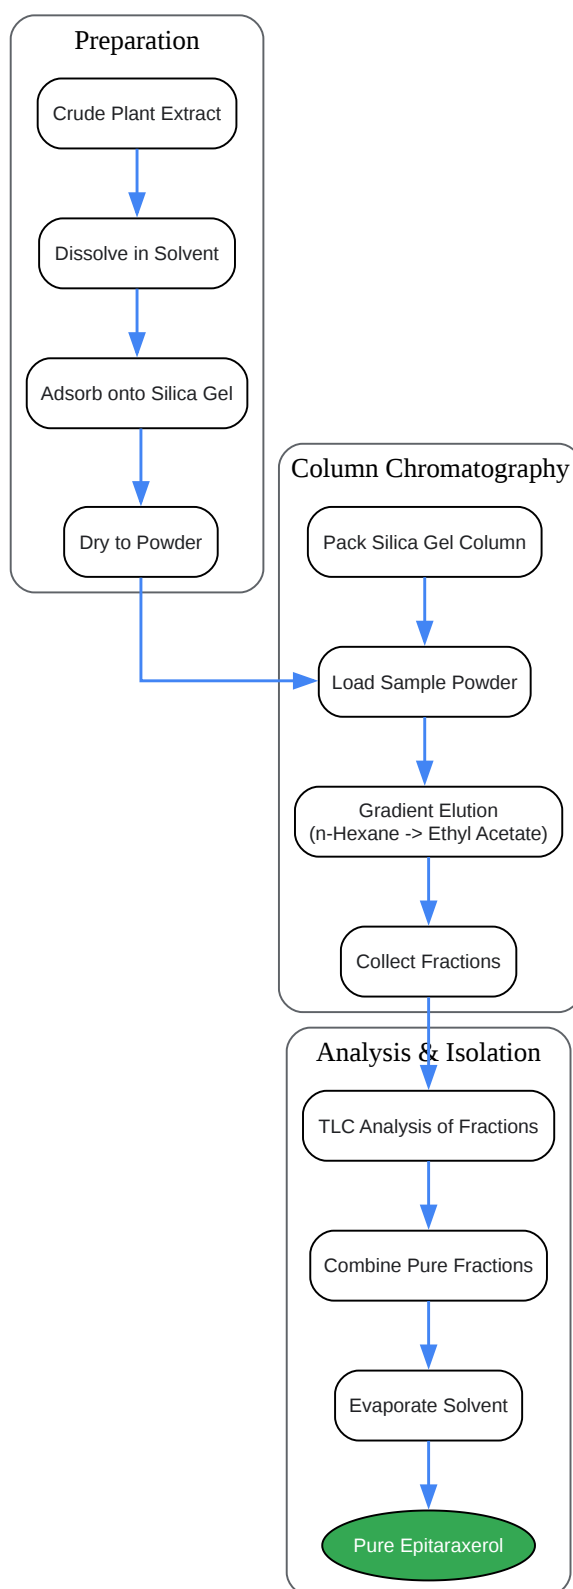 Preparation
Crude Plant Extract
Dissolve in Solvent
Adsorb onto Silica Gel
Dry to Powder
Column Chromatography
Pack Silica Gel Column
Load Sample Powder
Gradient Elution
(n-Hexane -> Ethyl Acetate)
Collect Fractions
Analysis & Isolation
TLC Analysis of Fractions
Combine Pure Fractions
Evaporate Solvent
Pure Epitaraxerol